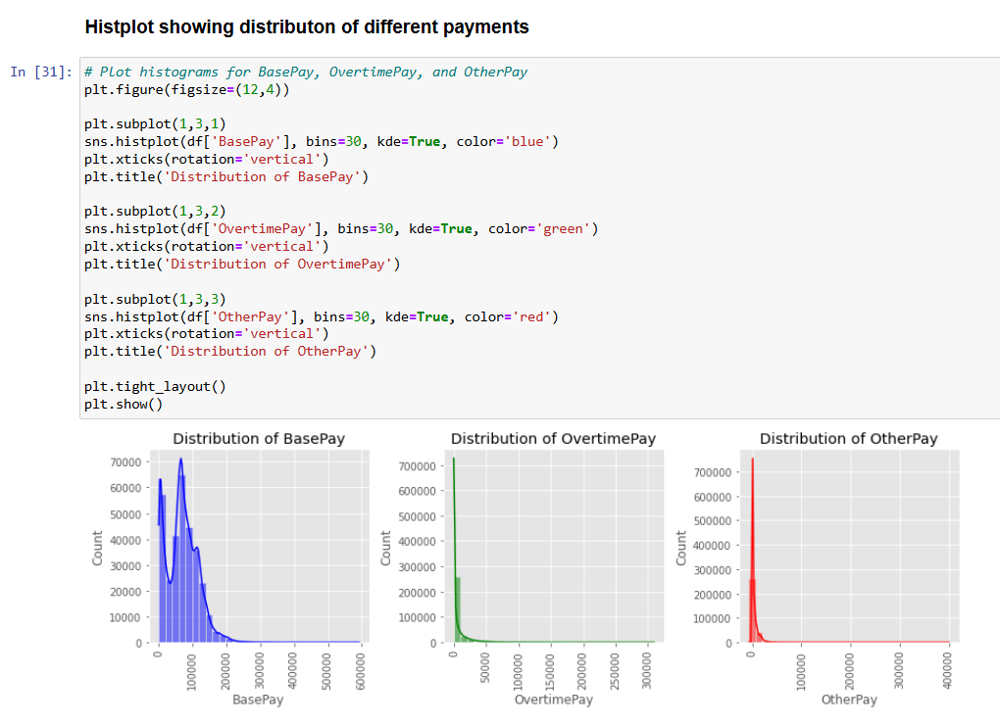 Histplot showing distributon of different payments
In [31]: # Plot histograms for BasePay, OvertimePay, and OtherPay
plt.figure(figsize=(12,4))
plt.subplot(1,3,1)
sns.histplot(df['BasePay'], bins=30, kde=True, color='blue')
plt.xticks(rotation='vertical')
plt.title('Distribution of BasePay')
plt.subplot(1,3,2)
sns.histplot(df['OvertimePay'], bins=30, kde=True, color='green')
plt.xticks(rotation='vertical')
plt.title('Distribution of OvertimePay')
plt.subplot(1,3,3)
sns.histplot(df['OtherPay'], bins=30, kde=True, color='red')
plt.xticks(rotation='vertical')
plt.title('Distribution of OtherPay')
plt.tight_layout()
plt.show()
Distribution of BasePay
70000
60000
50000
40000
30000
20000
10000
0
Count
0
100000
200000
300000
400000
500000
600000
BasePay
Distribution of OvertimePay
700000
600000
500000
400000
300000
200000
100000
0
Count
0
50000
100000
150000
200000
250000
300000
OvertimePay
Distribution of OtherPay
700000
600000
500000
400000
300000
200000
100000
0
Count
0
100000
200000
300000
400000
OtherPay